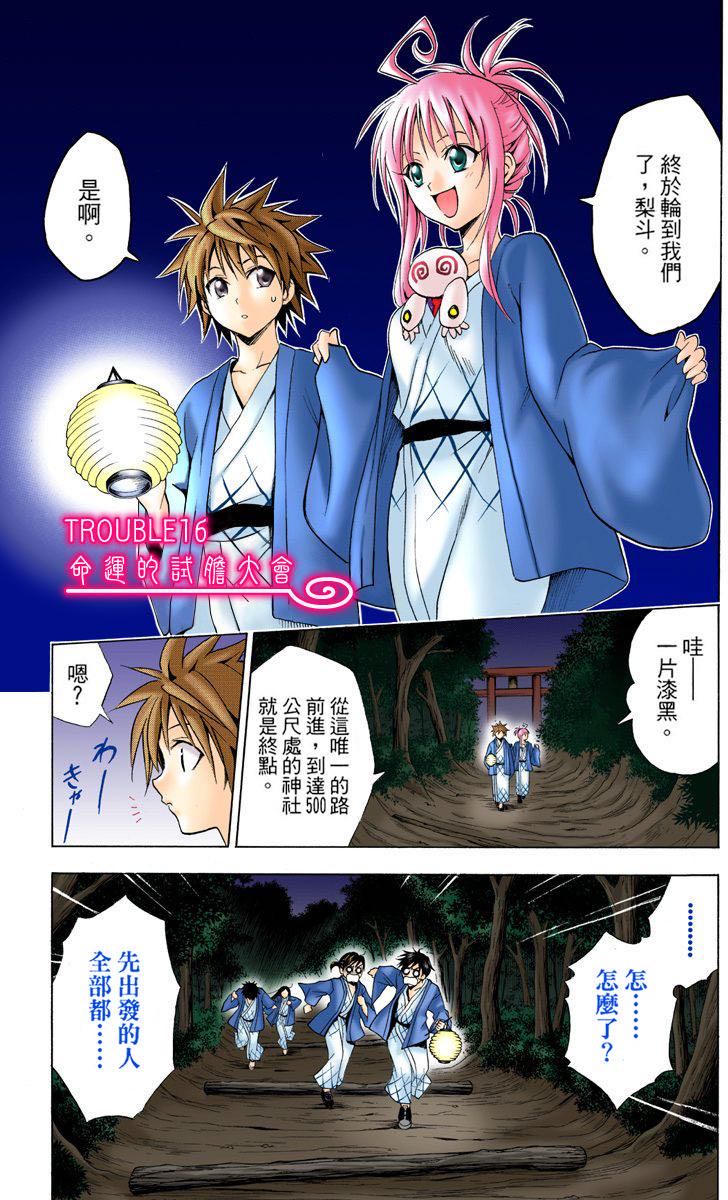 終於輪到我們
了，梨斗。
是啊。
TROUBLE16
命運的試膽大會
哇——
一片漆黑。
從這唯一的路
前進，到達500
公尺處的神社
就是終點。
嗯？
わー
きゃー
………
怎……
怎麼了？
先出發的人
全部都……